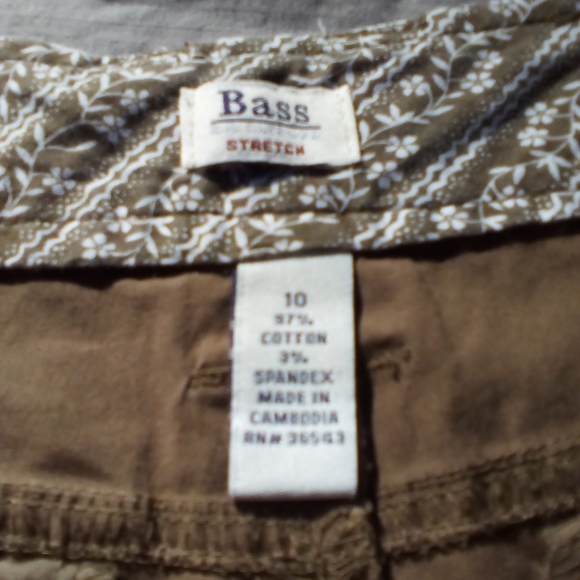 Bass
STRETCH
10
97%
COTTON
3%
SPANDEX
MADE IN
CAMBODIA
RN# 36543